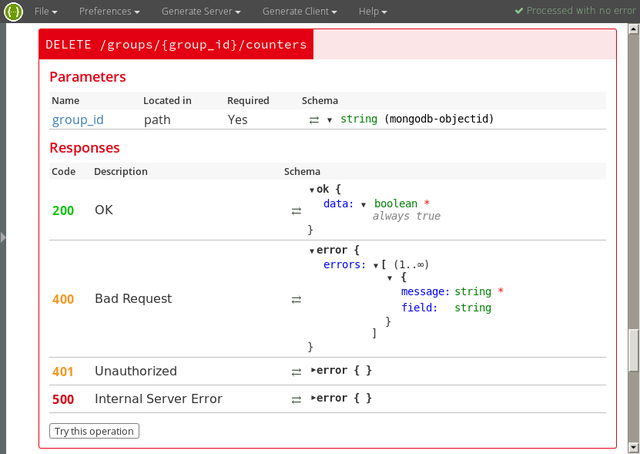 {··} File Preferences Generate Server Generate Client Help ✔ Processed with no error
DELETE /groups/{group_id}/counters
Parameters
Name Located in Required Schema
group_id path Yes ⇄ ▼ string (mongodb-objectid)
Responses
Code Description Schema
200 OK ⇄ ▼ok {
data: ▼ boolean *
always true
}
400 Bad Request ⇄ ▼error {
errors: ▼[ (1..∞)
▼ {
message: string *
field: string
}
]
}
401 Unauthorized ⇄ ▶error { }
500 Internal Server Error ⇄ ▶error { }
Try this operation